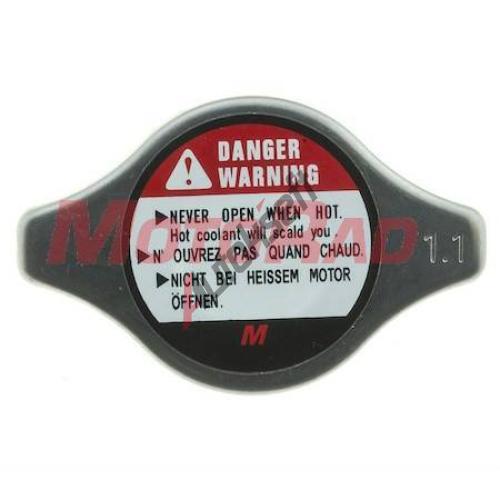 DANGER
WARNING
▶NEVER OPEN WHEN HOT.
Hot coolant will scald you
▶N' OUVREZ PAS QUAND CHAUD.
▶NICHT BEI HEISSEM MOTOR
ÖFFNEN.
M
1.1